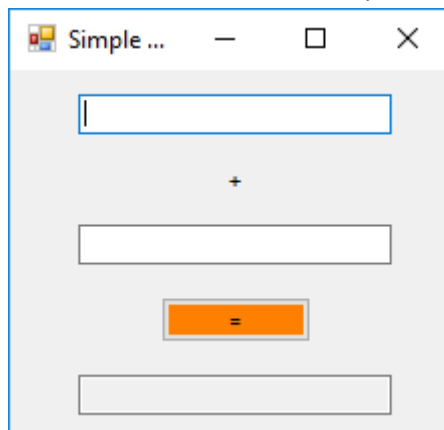 Simple ...
+
=